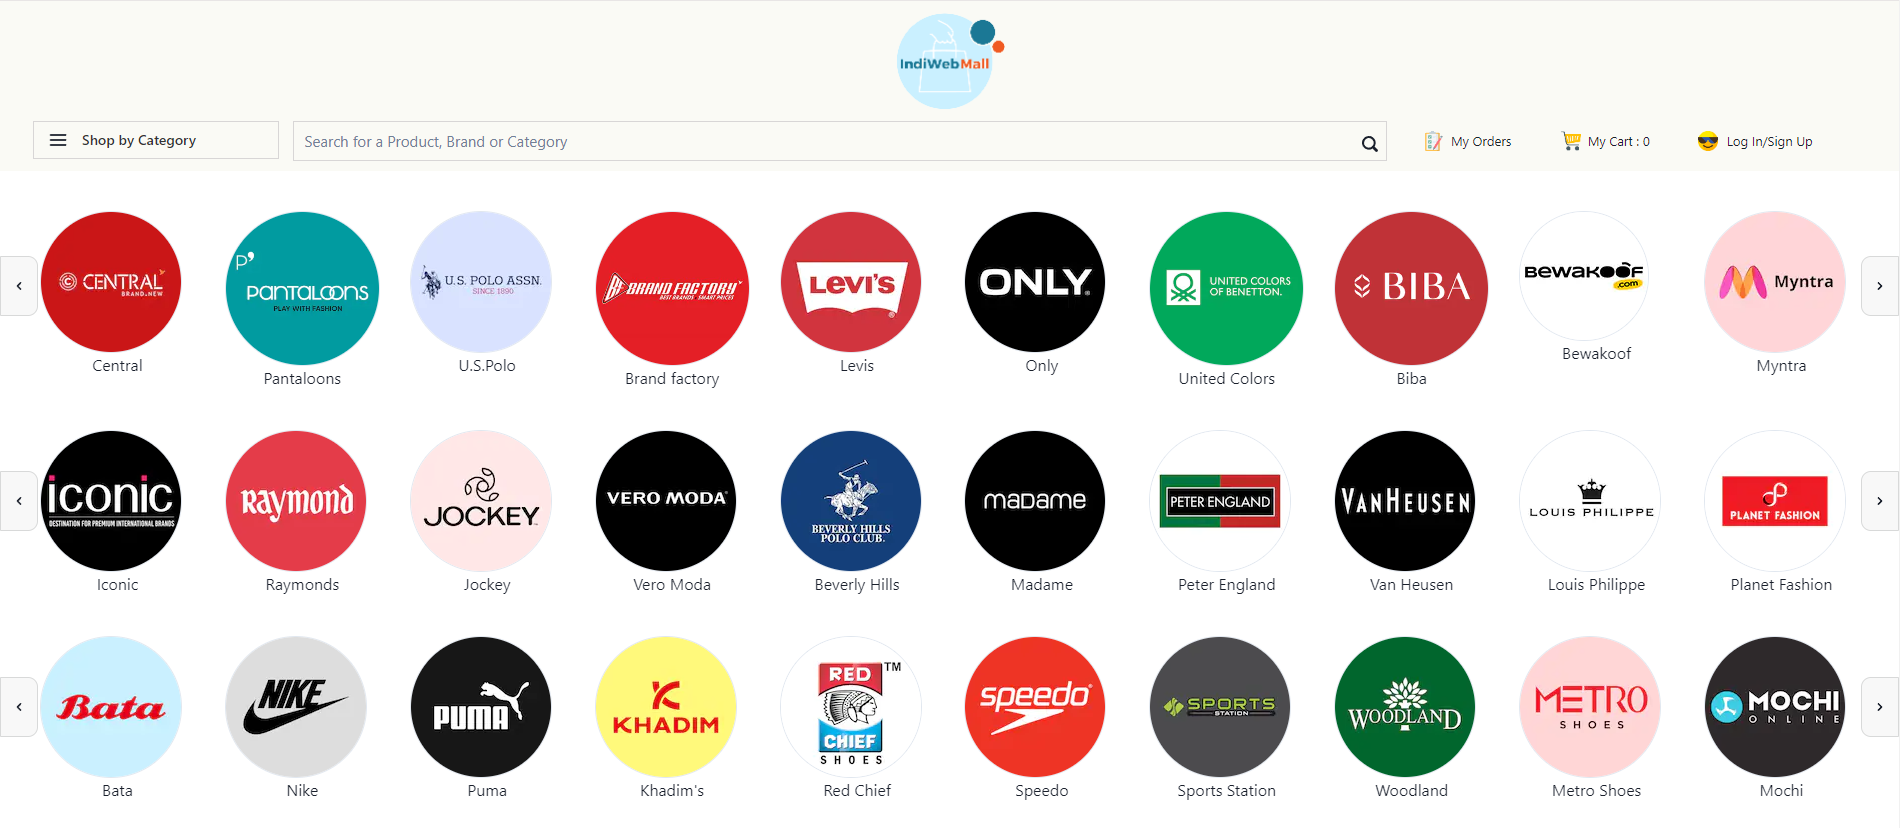 IndiWebMall
Shop by Category
Search for a Product, Brand or Category
My Orders
My Cart : 0
Log In/Sign Up
CENTRAL
BRAND.NEW
P'
PANTALOONS
PLAY WITH FASHION
U.S. POLO ASSN.
SINCE 1890
BRAND FACTORY
BEST BRANDS SMART PRICES
LEVI'S
®
ONLY
UNITED COLORS
OF BENETTON.
BIBA
BEWAKOOF
.com
Myntra
Central
Pantaloons
U.S.Polo
Brand factory
Levis
Only
United Colors
Biba
Bewakoof
Myntra
iconic
DESTINATION FOR PREMIUM INTERNATIONAL BRANDS
Raymond
JOCKEY
VERO MODA
BEVERLY HILLS
POLO CLUB
madame
PETER ENGLAND
VAN HEUSEN
LOUIS PHILIPPE
PLANET FASHION
Iconic
Raymonds
Jockey
Vero Moda
Beverly Hills
Madame
Peter England
Van Heusen
Louis Philippe
Planet Fashion
Bata
NIKE
PUMA
KHADIM
RED TM
CHIEF
SHOES
speedo
SPORTS
STATION
WOODLAND
METRO
SHOES
MOCHI
ONLINE
Bata
Nike
Puma
Khadim's
Red Chief
Speedo
Sports Station
Woodland
Metro Shoes
Mochi